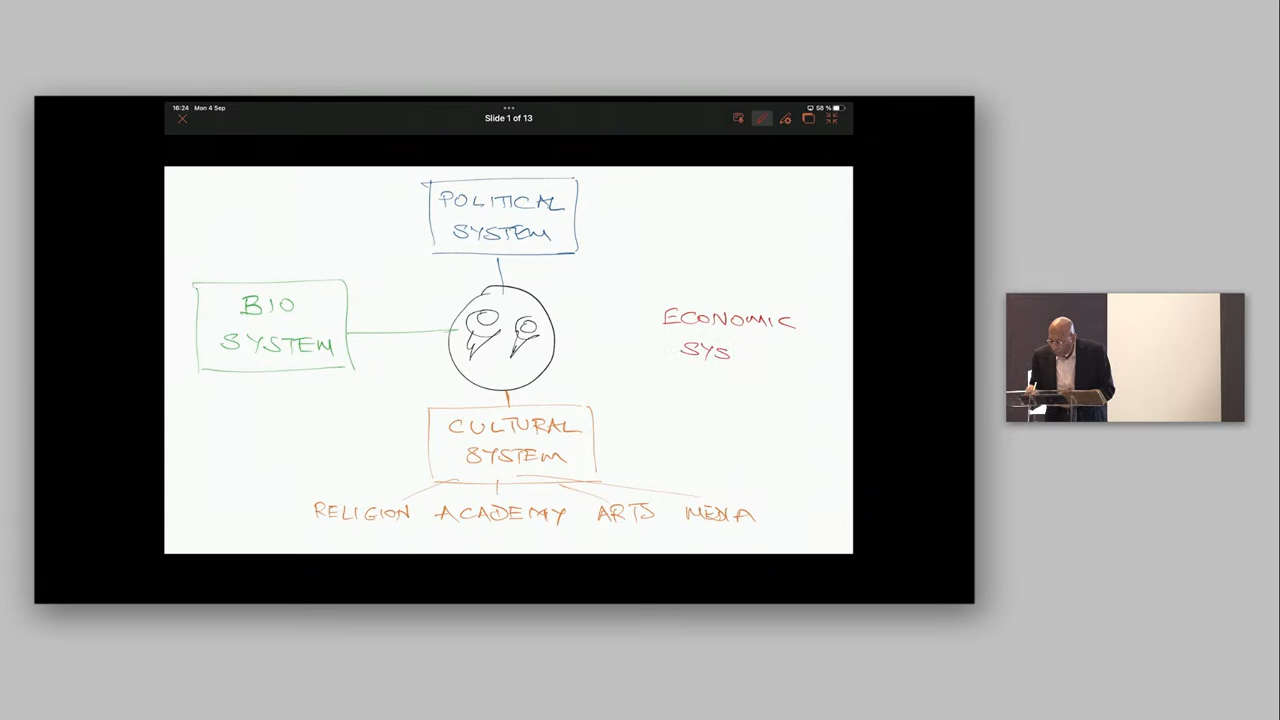 16:24 Mon 4 Sep
58 %
Slide 1 of 13
POLITICAL
SYSTEM
BIO
SYSTEM
ECONOMIC
SYS
CULTURAL
SYSTEM
RELIGION ACADEMY ARTS MEDIA